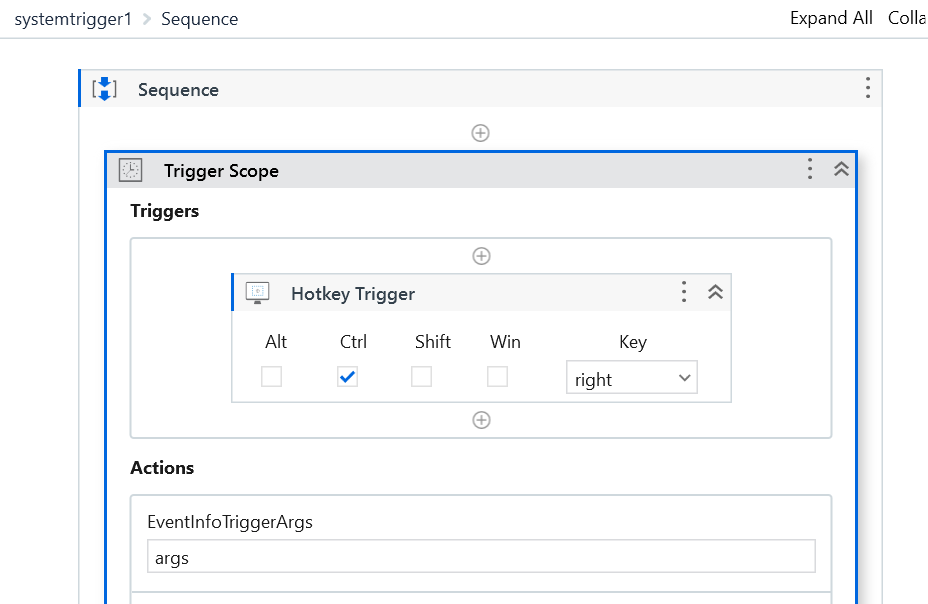 systemtrigger1 > Sequence Expand All Colla
Sequence
Trigger Scope
Triggers
Hotkey Trigger
Alt Ctrl Shift Win Key
right
Actions
EventInfoTriggerArgs
args